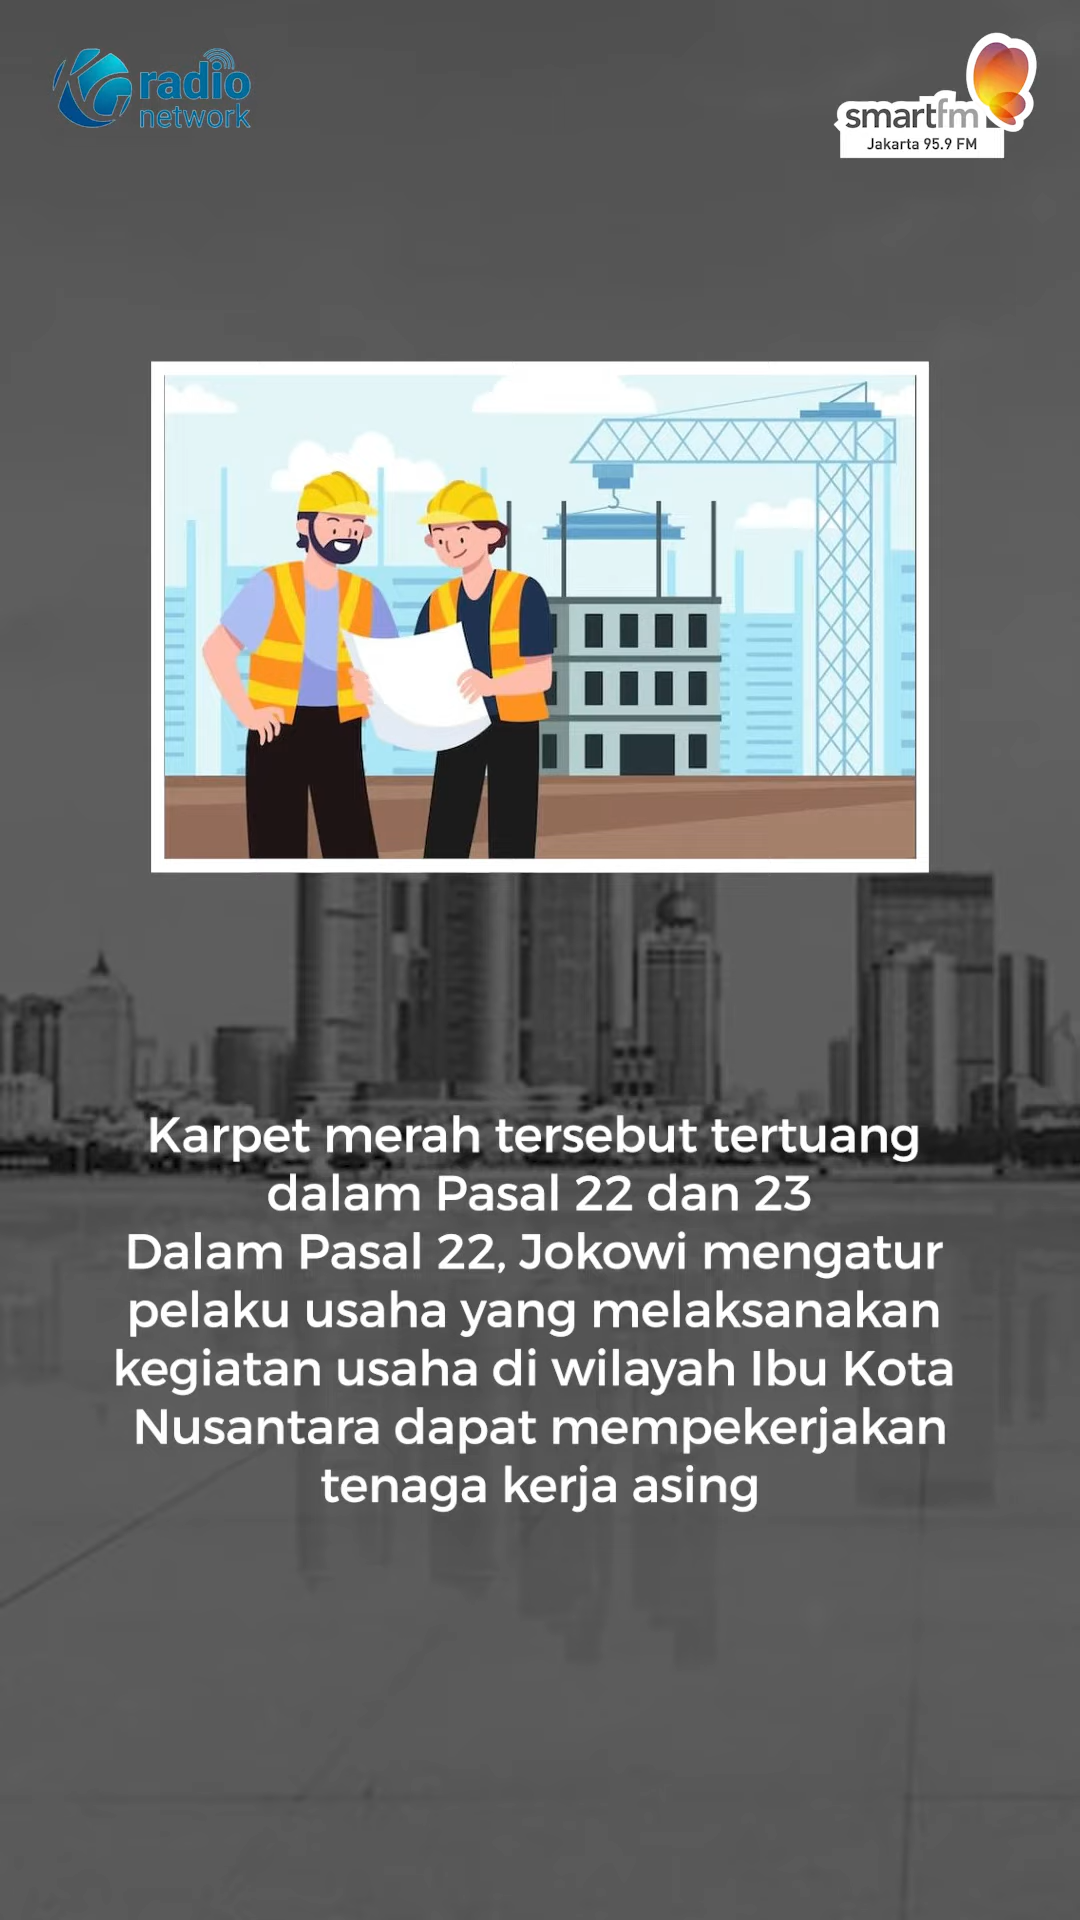 radio
network
smartfm
Jakarta 95.9 FM
Karpet merah tersebut tertuang
dalam Pasal 22 dan 23
Dalam Pasal 22, Jokowi mengatur
pelaku usaha yang melaksanakan
kegiatan usaha di wilayah Ibu Kota
Nusantara dapat mempekerjakan
tenaga kerja asing